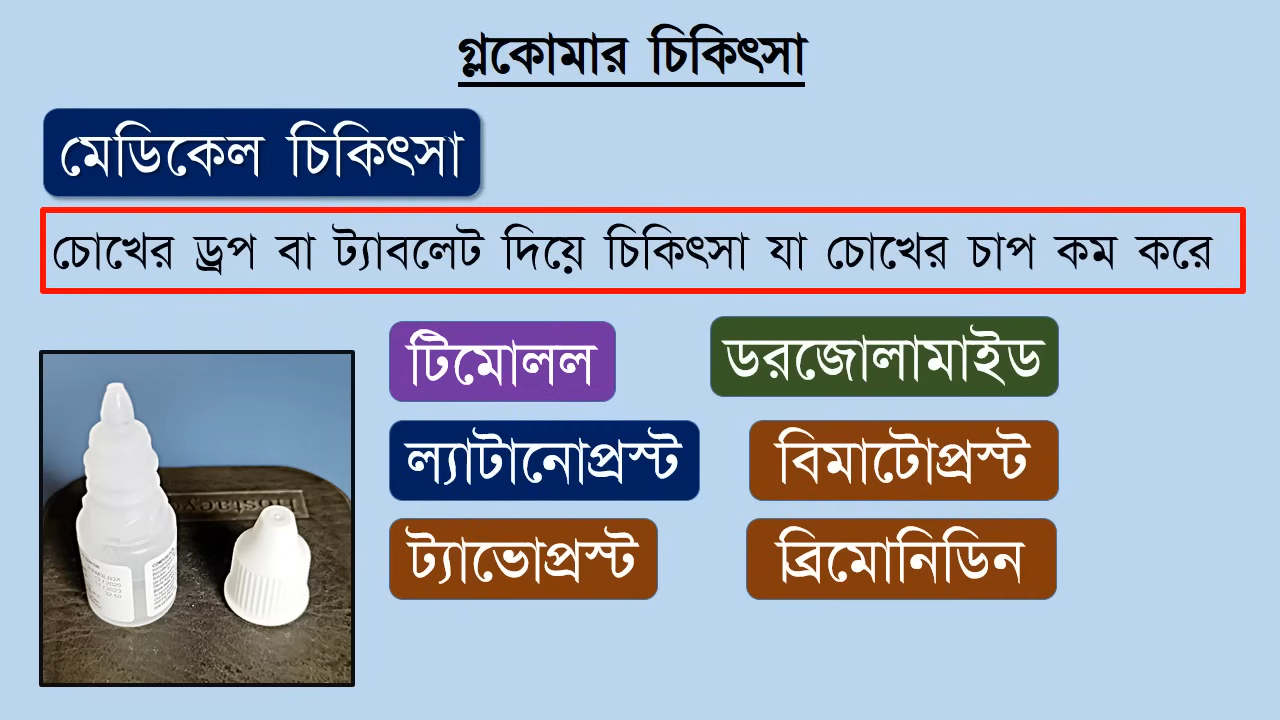 গ্লকোমার চিকিৎসা
মেডিকেল চিকিৎসা
চোখের ড্রপ বা ট্যাবলেট দিয়ে চিকিৎসা যা চোখের চাপ কম করে
টিমোলল
ডরজোলামাইড
ল্যাটানোপ্রস্ট
বিমাটোপ্রস্ট
ট্যাভোপ্রস্ট
ব্রিমোনিডিন